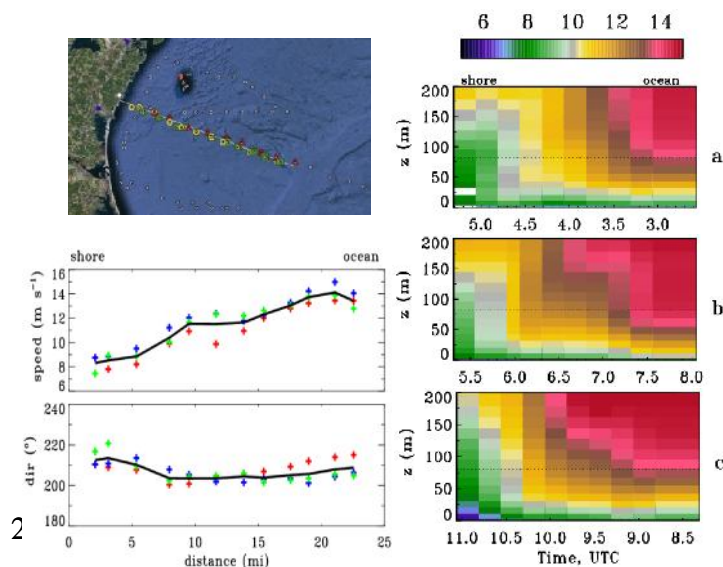 6 8 10 12 14
shore ocean
200
150
100
50
0
z (m)
a
5.0 4.5 4.0 3.5 3.0
shore ocean
16
14
12
10
8
6
speed (m s⁻¹)
200
150
100
50
0
z (m)
b
5.5 6.0 6.5 7.0 7.5 8.0
240
220
200
180
dir (°)
0 5 10 15 20 25
distance (mi)
2
200
150
100
50
0
z (m)
c
11.0 10.5 10.0 9.5 9.0 8.5
Time, UTC